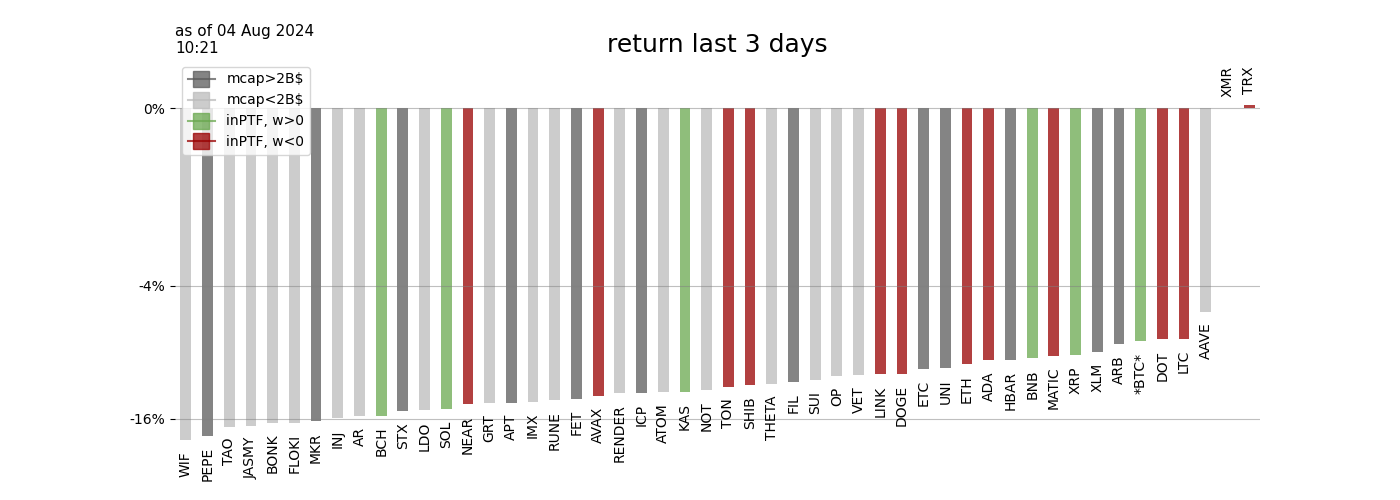 as of 04 Aug 2024
10:21
return last 3 days
mcap>2B$
mcap<2B$
inPTF, w>0
inPTF, w<0
0%
-4%
-16%
WIF
PEPE
TAO
JASMY
BONK
FLOKI
MKR
INJ
AR
BCH
STX
LDO
SOL
NEAR
GRT
APT
IMX
RUNE
FET
AVAX
RENDER
ICP
ATOM
KAS
NOT
TON
SHIB
THETA
FIL
SUI
OP
VET
LINK
DOGE
ETC
UNI
ETH
ADA
HBAR
BNB
MATIC
XRP
XLM
ARB
*BTC*
DOT
LTC
AAVE
XMR
TRX